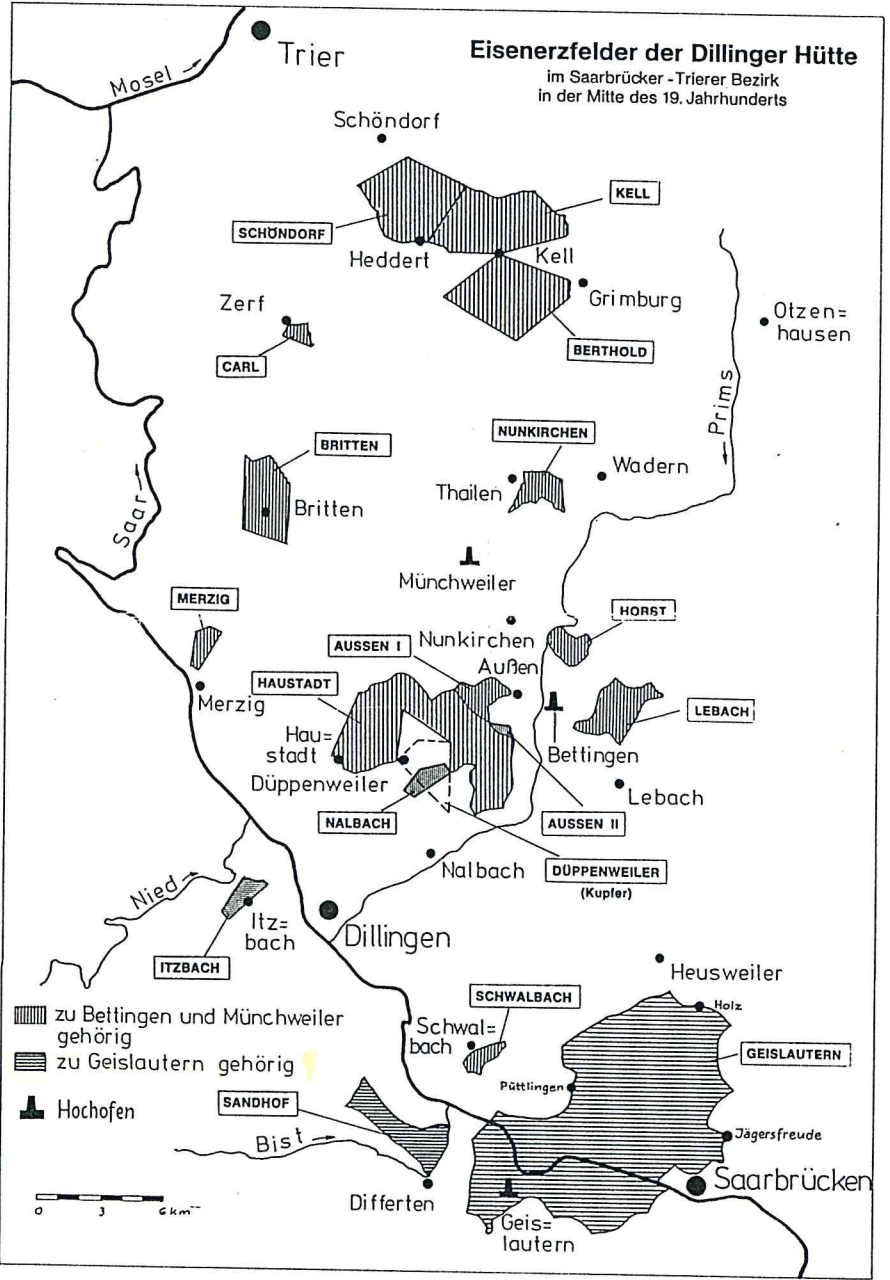 Eisenerzfelder der Dillinger Hütte
im Saarbrücker-Trierer Bezirk
in der Mitte des 19. Jahrhunderts
Trier
Mosel
Schöndorf
KELL
SCHÖNDORF
Heddert
Kell
Grimburg
Zerf
Otzen=
hausen
BERTHOLD
CARL
Prims
BRITTEN
NUNKIRCHEN
Wadern
Thailen
Britten
Saar
Münchweiler
MERZIG
HORST
Nunkirchen
AUSSEN I
Außen
HAUSTADT
Merzig
LEBACH
Hau=
stadt
Bettingen
Düppenweiler
Lebach
NALBACH
AUSSEN II
Nalbach
DÜPPENWEILER
(Kupfer)
Nied
Itz=
bach
Dillingen
ITZBACH
Heusweiler
SCHWALBACH
Holz
zu Bettingen und Münchweiler
gehörig
Schwal=
bach
GEISLAUTERN
zu Geislautern gehörig
Püttlingen
SANDHOF
Hochofen
Jägersfreude
Bist
Saarbrücken
Differten
0 3 6 km
Geis=
lautern